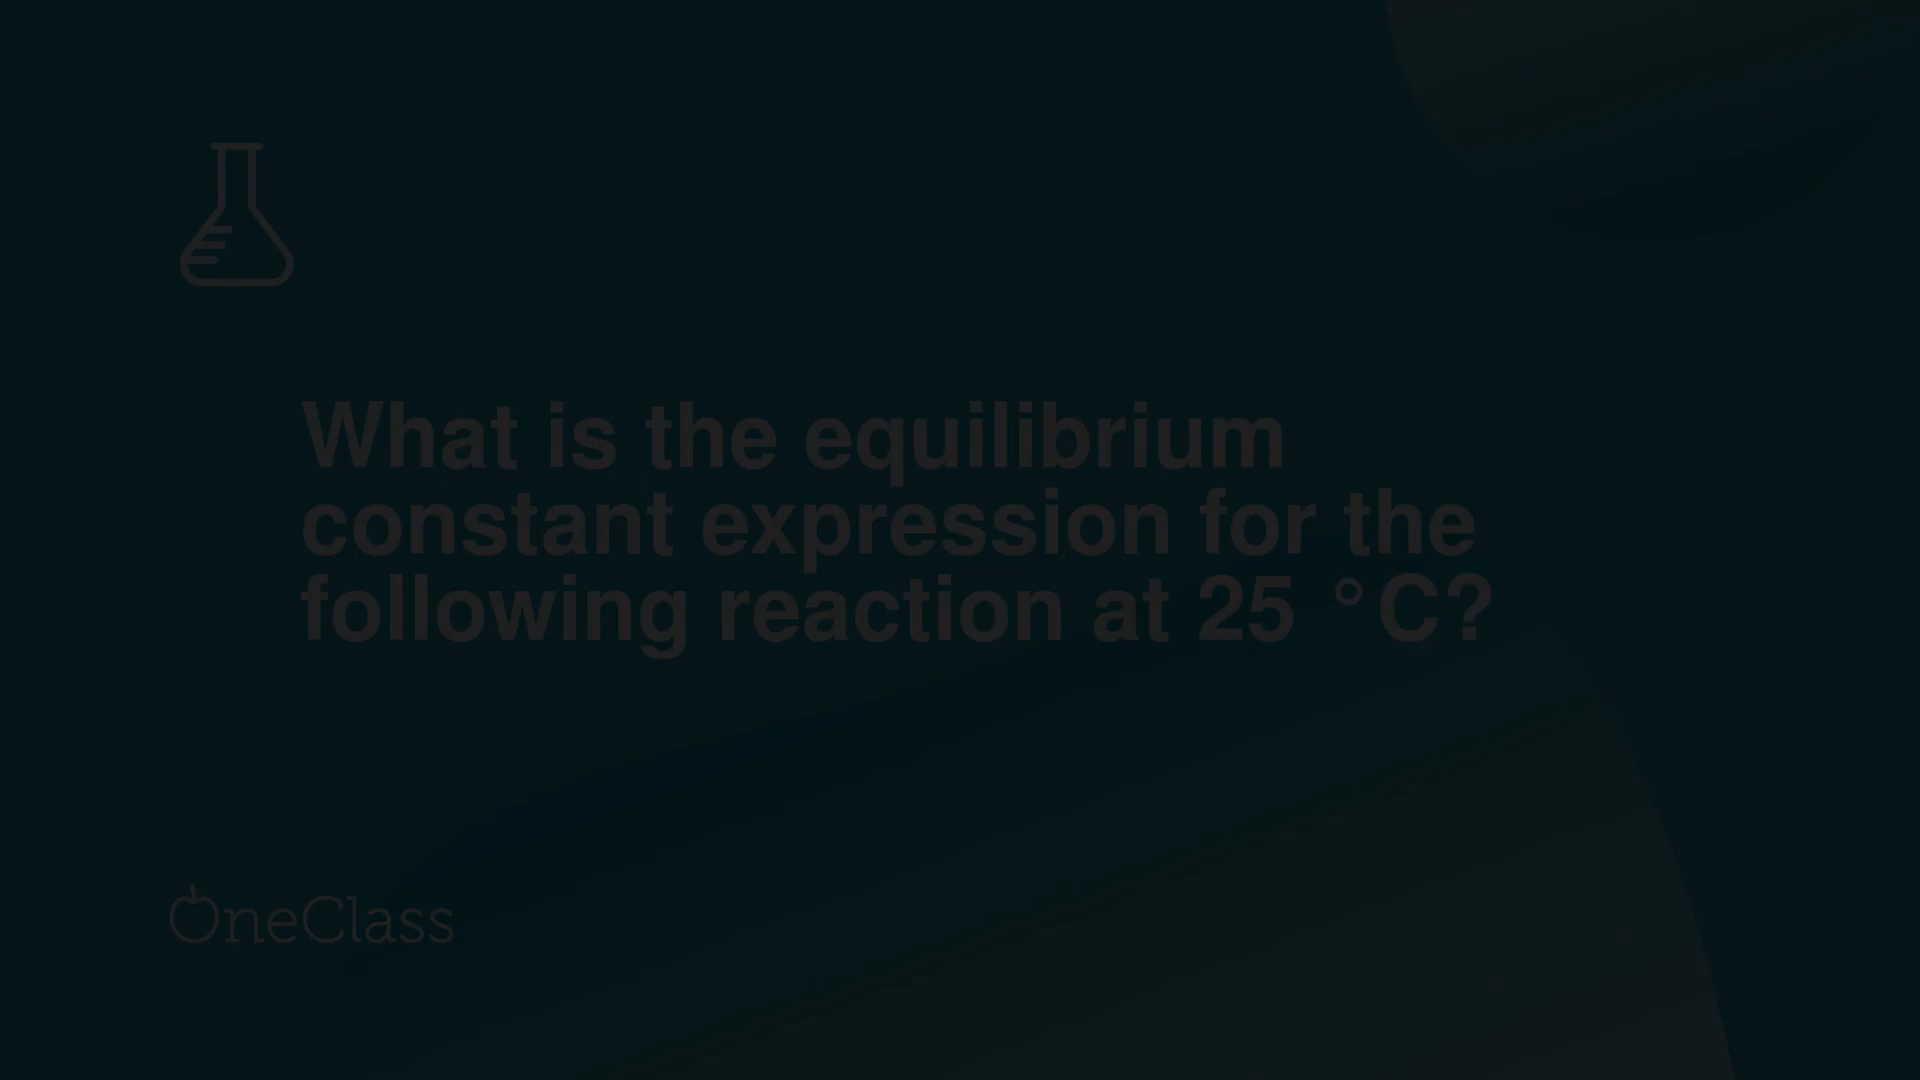 What is the equilibrium
constant expression for the
following reaction at 25 °C?
OneClass